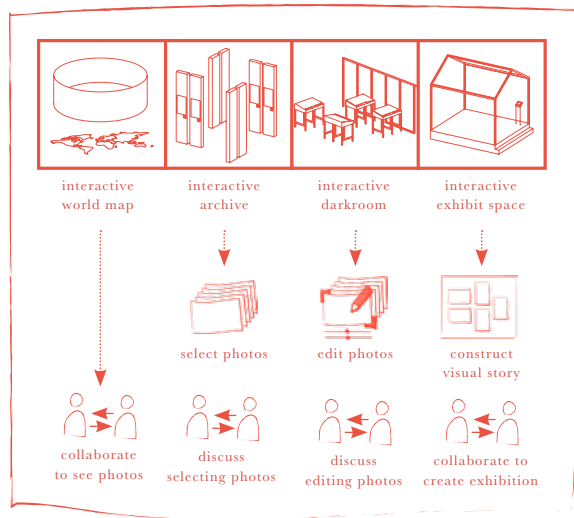 interactive
world map
interactive
archive
interactive
darkroom
interactive
exhibit space
select photos
edit photos
construct
visual story
collaborate
to see photos
discuss
selecting photos
discuss
editing photos
collaborate to
create exhibition